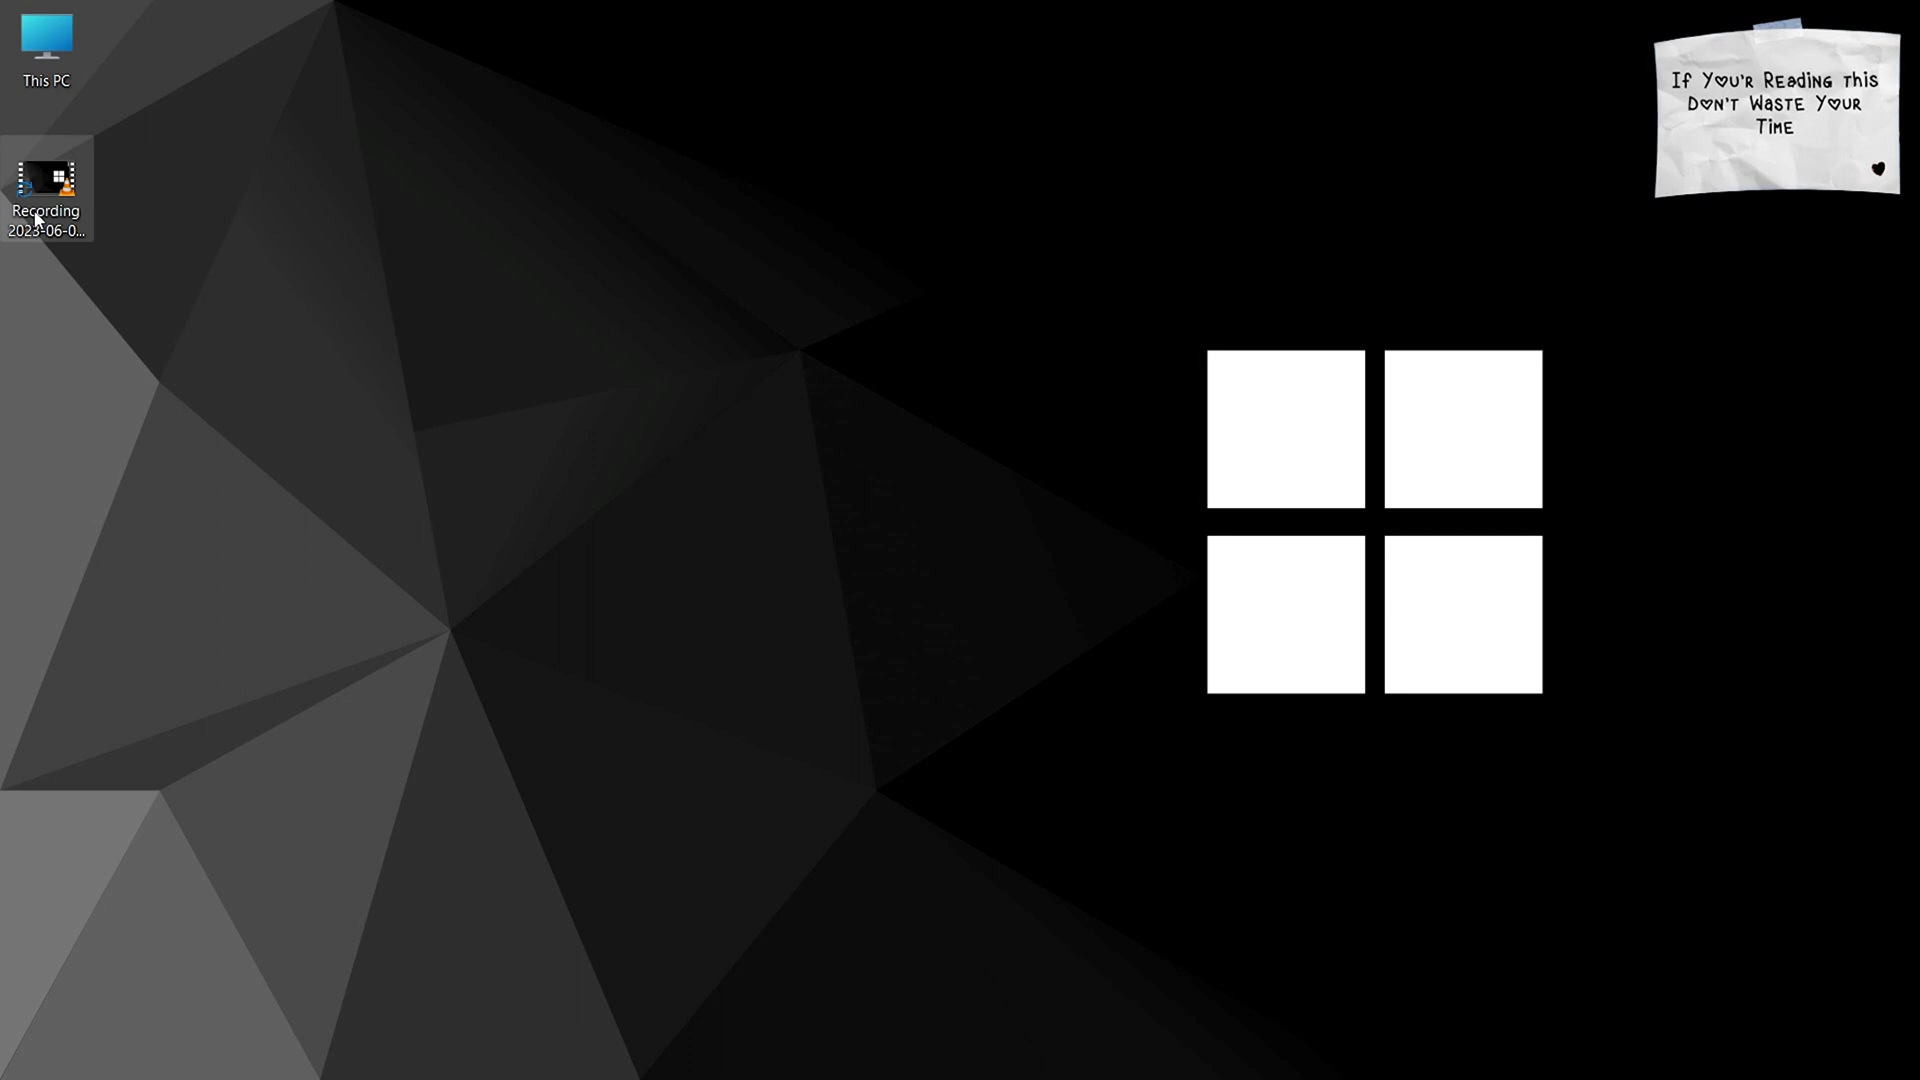 This PC
Recording
2023-06-0...
If You'r Reading this
Don't Waste Your
Time